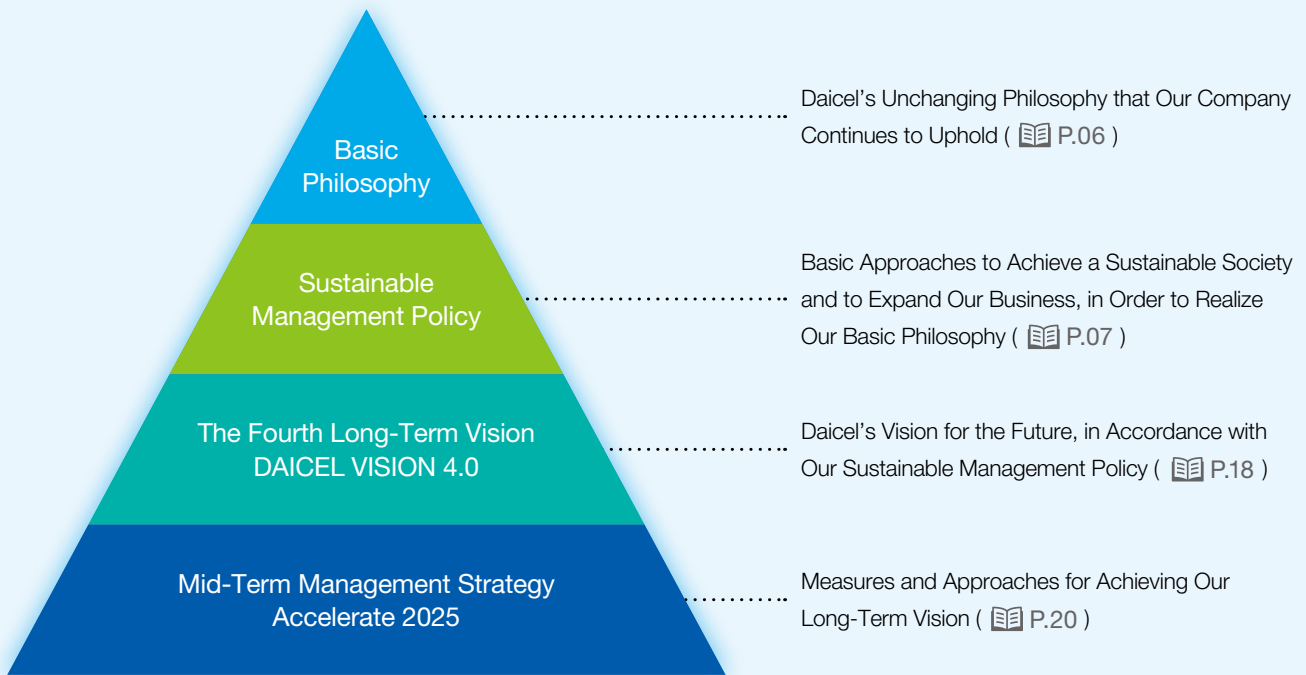 Basic
Philosophy
Daicel’s Unchanging Philosophy that Our Company
Continues to Uphold ( P.06 )
Sustainable
Management Policy
Basic Approaches to Achieve a Sustainable Society
and to Expand Our Business, in Order to Realize
Our Basic Philosophy ( P.07 )
The Fourth Long-Term Vision
DAICEL VISION 4.0
Daicel’s Vision for the Future, in Accordance with
Our Sustainable Management Policy ( P.18 )
Mid-Term Management Strategy
Accelerate 2025
Measures and Approaches for Achieving Our
Long-Term Vision ( P.20 )